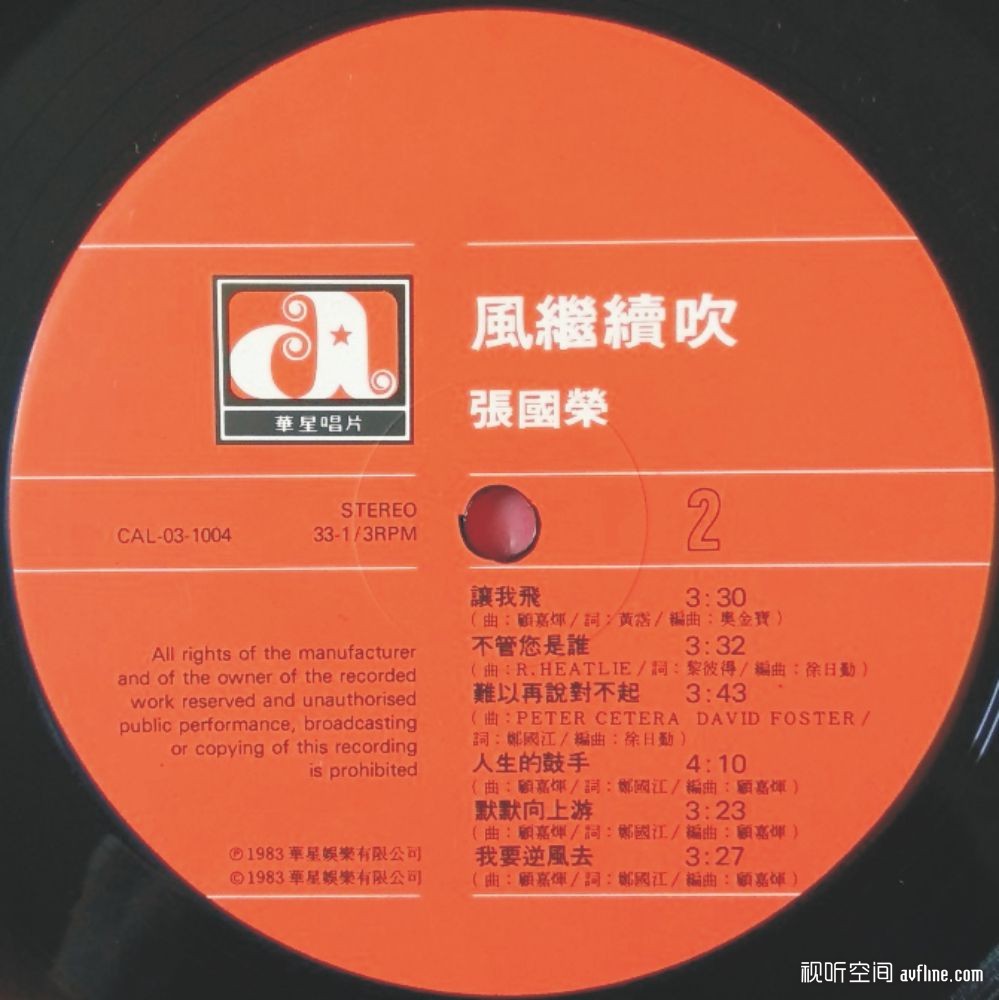 風繼續吹
張國榮
華星唱片
STEREO
CAL-03-1004 33-1/3RPM
2
讓我飛 3:30
(曲:顧嘉煇/詞:黃霑/編曲:奧金寶)
不管您是誰 3:32
(曲:R.HEATLIE/詞:黎彼得/編曲:徐日勤)
難以再說對不起 3:43
(曲:PETER CETERA DAVID FOSTER/
詞:鄭國江/編曲:徐日勤)
人生的鼓手 4:10
(曲:顧嘉煇/詞:鄭國江/編曲:顧嘉煇)
默默向上游 3:23
(曲:顧嘉煇/詞:鄭國江/編曲:顧嘉煇)
我要逆風去 3:27
(曲:顧嘉煇/詞:鄭國江/編曲:顧嘉煇)
All rights of the manufacturer
and of the owner of the recorded
work reserved and unauthorised
public performance, broadcasting
or copying of this recording
is prohibited
℗1983 華星娛樂有限公司
©1983 華星娛樂有限公司
视听空间 avfline.com